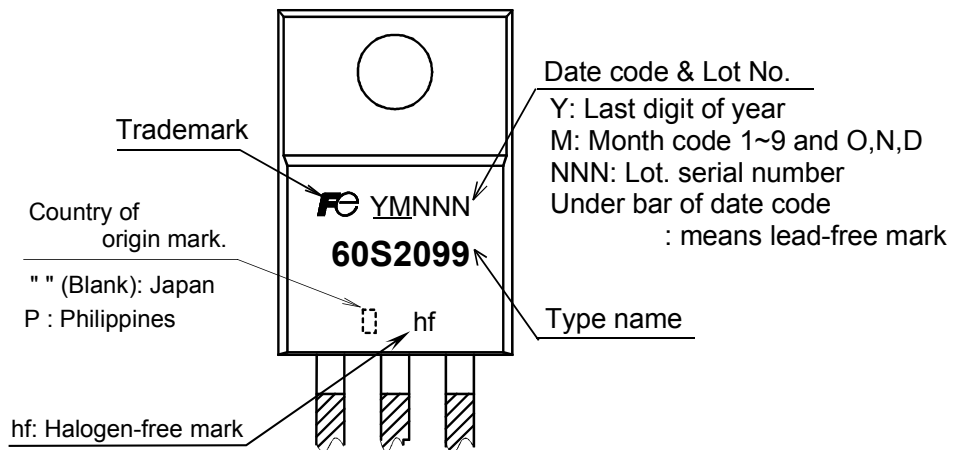 Date code & Lot No.
Y: Last digit of year
M: Month code 1~9 and O,N,D
NNN: Lot. serial number
Under bar of date code
: means lead-free mark
Trademark
Fe YMNNN
60S2099
Country of
origin mark.
" " (Blank): Japan
P : Philippines
hf
Type name
hf: Halogen-free mark